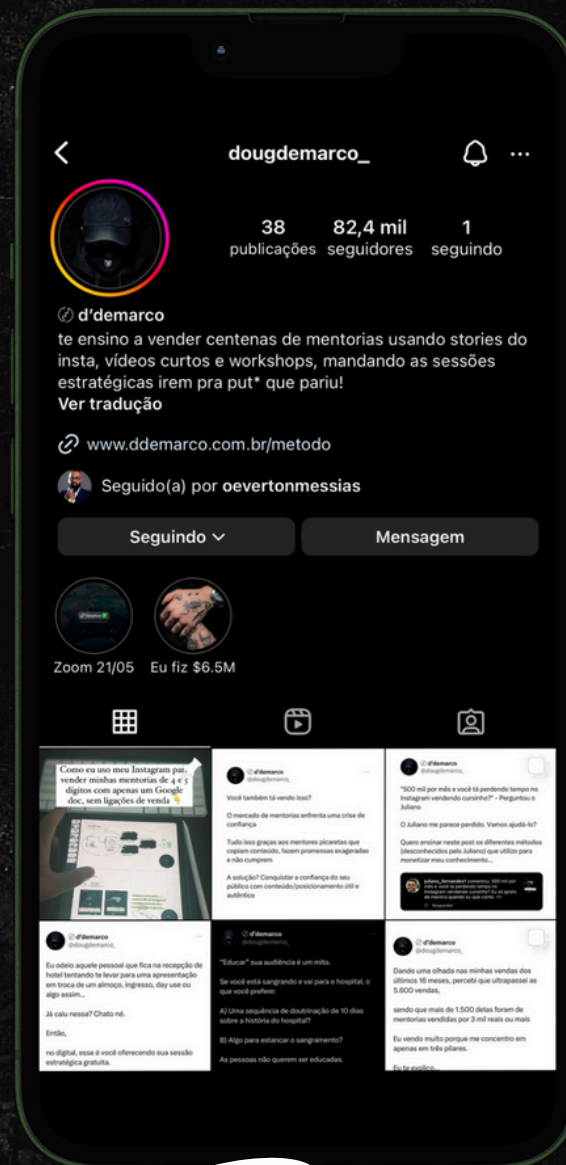 dougdemarco_
38 82,4 mil 1
publicações seguidores seguindo
d'demarco
te ensino a vender centenas de mentorias usando stories do
insta, vídeos curtos e workshops, mandando as sessões
estratégicas irem pra put* que pariu!
Ver tradução
www.ddemarco.com.br/metodo
Seguido(a) por oevertonmessias
Seguindo Mensagem
Zoom 21/05 Eu fiz $6.5M
Como eu uso meu Instagram par
vender minhas mentorias de 4 e 5
dígitos com apenas um Google
doc, sem ligações de venda
d'demarco
@dougdemarco_
Você também tá vendo isso?
O mercado de mentorias enfrenta uma crise de
confiança
Tudo isso graças aos mentores picaretas que
copiam conteúdo, fazem promessas exageradas
e não cumprem
A solução? Conquistar a confiança do seu
público com conteúdo/posicionamento útil e
autêntico
d'demarco
@dougdemarco_
"500 mil por mês e você tá perdendo tempo no
Instagram vendendo cursinho?" - Perguntou o
Juliano
O Juliano me parece perdido. Vamos ajudá-lo?
Quero ensinar neste post os diferentes métodos
(desconhecidos pelo Juliano) que utilizo para
monetizar meu conhecimento...
d'demarco
@dougdemarco_
Eu odeio aquele pessoal que fica na recepção de
hotel tentando te levar para uma apresentação
em troca de um almoço, ingresso, day use ou
algo assim...
Já caiu nessa? Chato né.
Então,
no digital, esse é você oferecendo sua sessão
estratégica gratuita.
d'demarco
@dougdemarco_
"Educar" sua audiência é um mito.
Se você está sangrando e vai para o hospital, o
que você prefere:
A) Uma sequência de doutrinação de 10 dias
sobre a história do hospital?
B) Algo para estancar o sangramento?
As pessoas não querem ser educadas.
d'demarco
@dougdemarco_
Dando uma olhada nas minhas vendas dos
últimos 16 meses, percebi que ultrapassei as
5.600 vendas,
sendo que mais de 1.500 delas foram de
mentorias vendidas por 3 mil reais ou mais
Eu vendo muito porque me concentro em
apenas em três pilares.
Eu te explico...